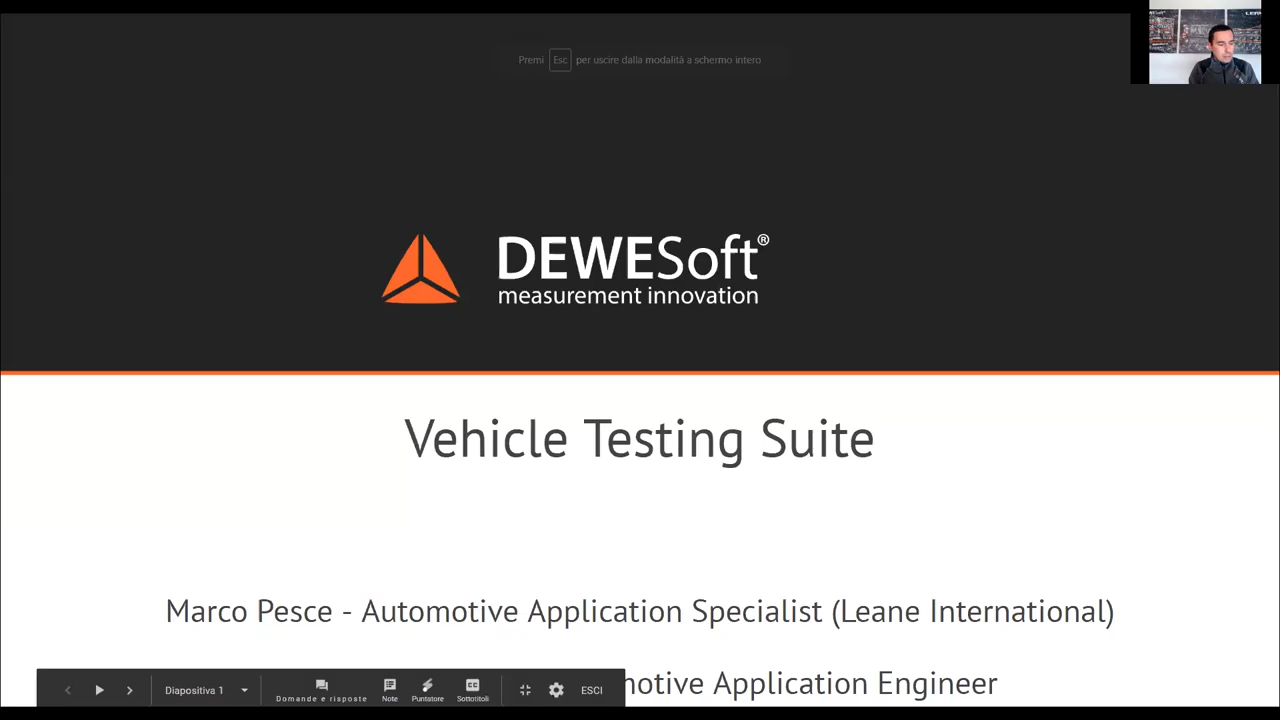 Premi Esc per uscire dalla modalità a schermo intero
DEWESoft®
measurement innovation
Vehicle Testing Suite
Marco Pesce - Automotive Application Specialist (Leane International)
Application Engineer
Diapositiva 1
Domande e risposte
Note
Puntatore
Sottotitoli
ESCI